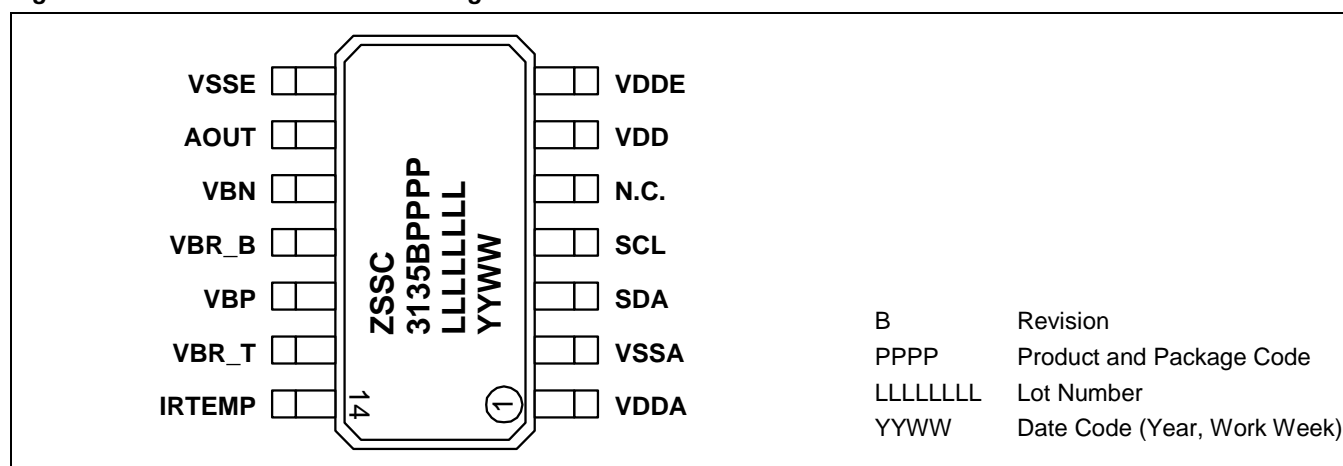 VSSE
AOUT
VBN
VBR_B
VBP
VBR_T
IRTEMP
ZSSC
3135BPPPP
LLLLLLLL
YYWW
14
1
VDDE
VDD
N.C.
SCL
SDA
VSSA
VDDA
B Revision
PPPP Product and Package Code
LLLLLLLL Lot Number
YYWW Date Code (Year, Work Week)